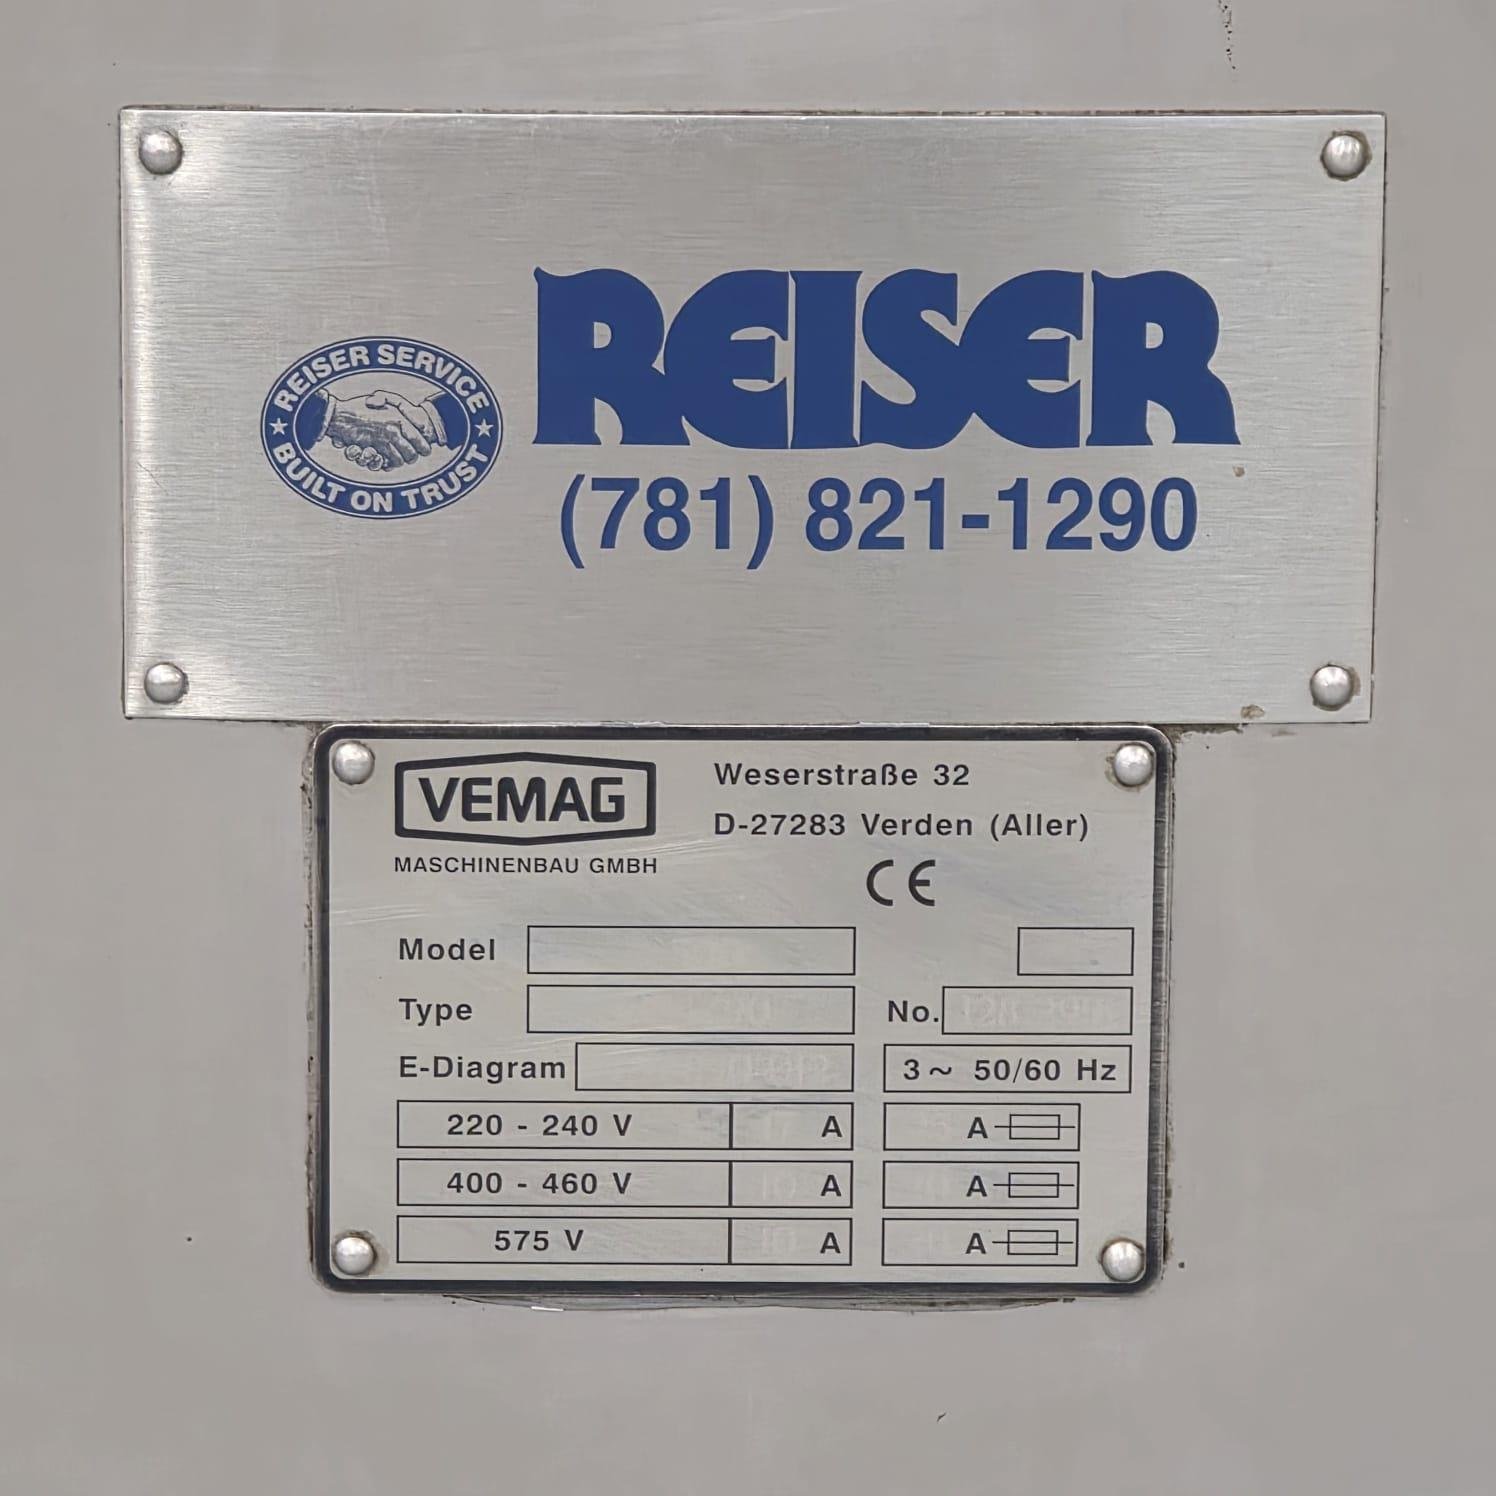 REISER SERVICE
BUILT ON TRUST
REISER
(781) 821-1290
VEMAG
MASCHINENBAU GMBH
Weserstraße 32
D-27283 Verden (Aller)
CE
Model
Type
No.
E-Diagram
3~ 50/60 Hz
220 - 240 V A A
400 - 460 V A A
575 V A A